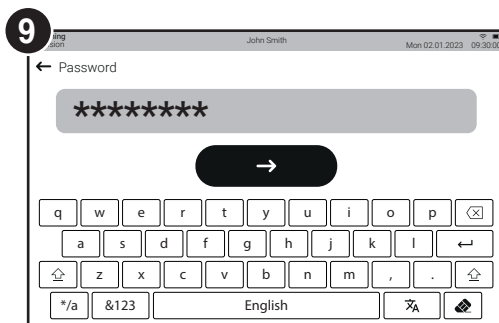 9
John Smith
Mon 02.01.2023 09:30:00
← Password
********
→
q w e r t y u i o p
a s d f g h j k l
z x c v b n m , .
*/a &123 English